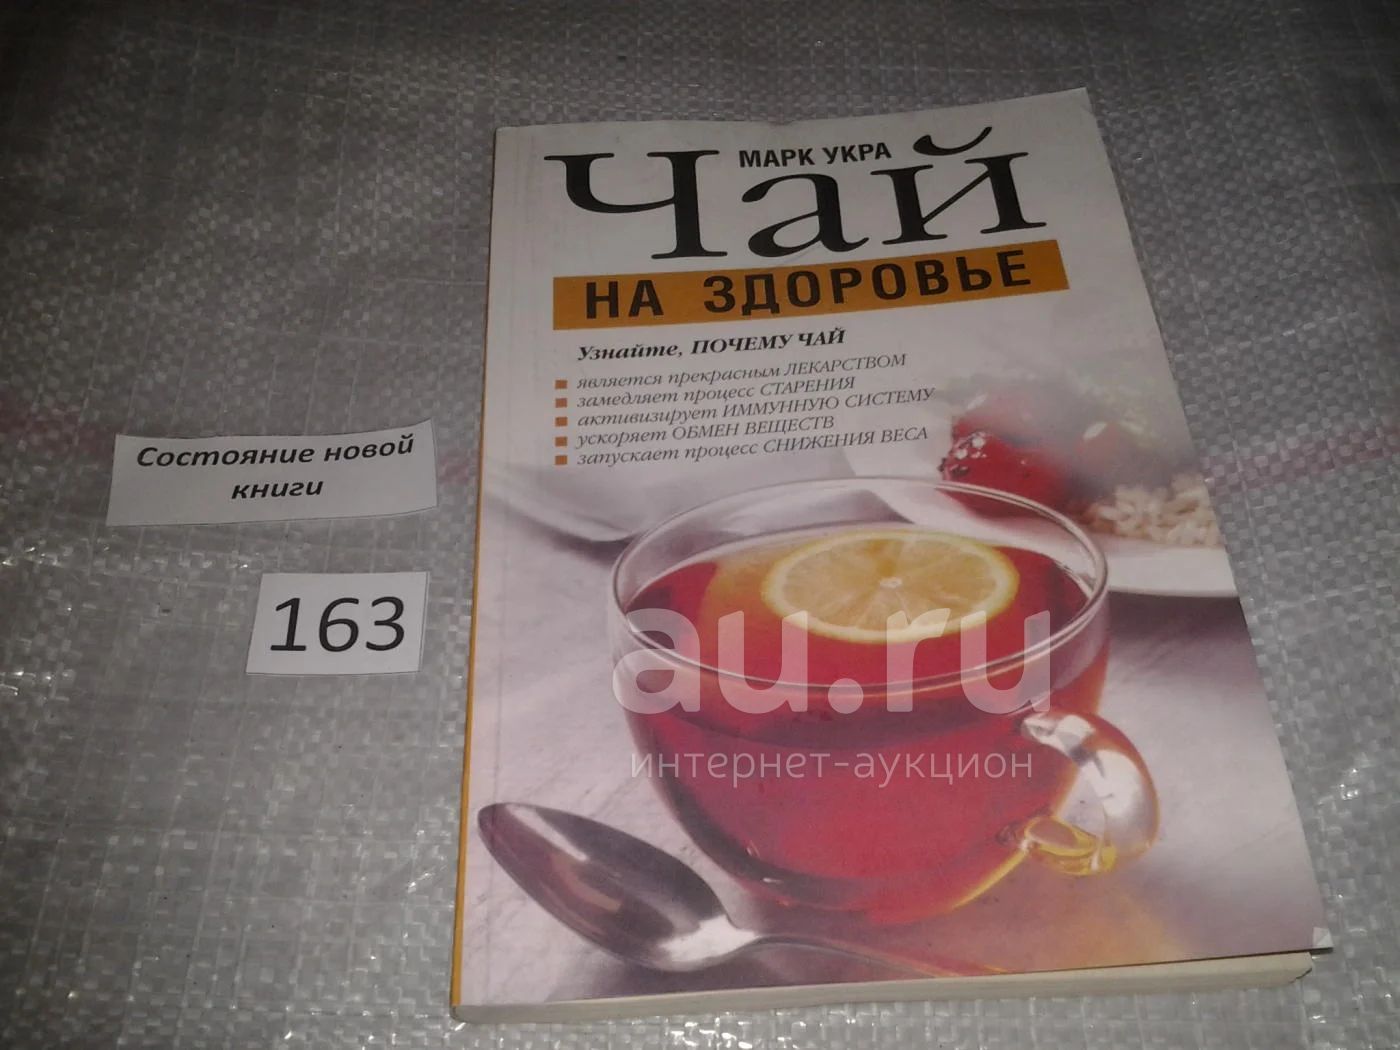 МАРК УКРА
Чай
НА ЗДОРОВЬЕ
Узнайте, ПОЧЕМУ ЧАЙ
является прекрасным ЛЕКАРСТВОМ
замедляет процесс СТАРЕНИЯ
активизирует ИММУННУЮ СИСТЕМУ
ускоряет ОБМЕН ВЕЩЕСТВ
запускает процесс СНИЖЕНИЯ ВЕСА
Состояние новой
книги
163
au.ru
интернет-аукцион